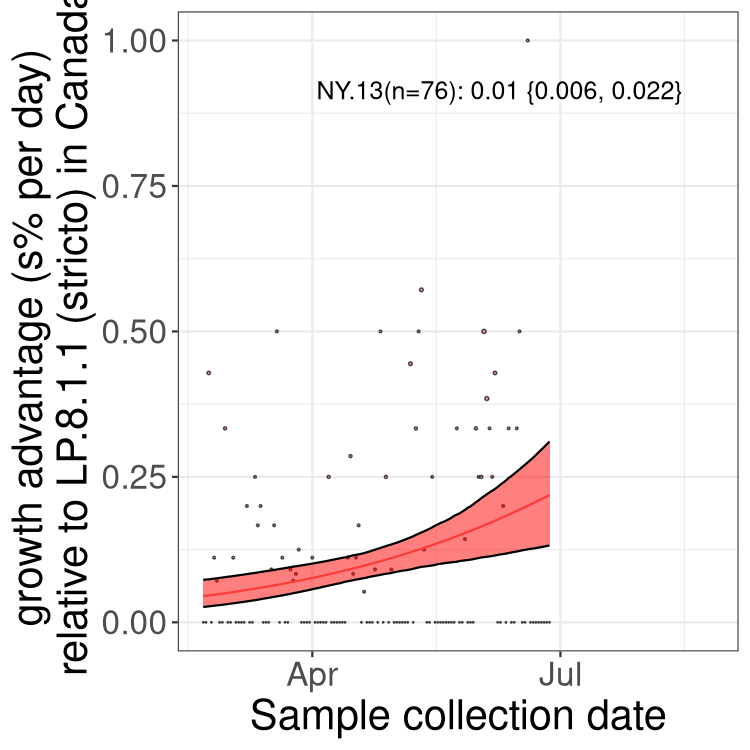 growth advantage (s% per day)
relative to LP.8.1.1 (stricto) in Canada
1.00
0.75
0.50
0.25
0.00
NY.13(n=76): 0.01 {0.006, 0.022}
Apr
Jul
Sample collection date